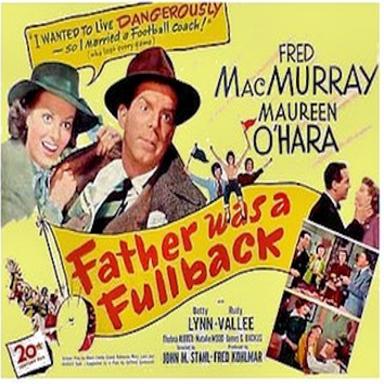 "I WANTED TO LIVE DANGEROUSLY
—SO I MARRIED A FOOTBALL COACH!"
(who lost every game)
FRED
MACMURRAY
MAUREEN
O'HARA
Father was a
Fullback
Betty Rudy
LYNN-VALLEE
Thelma RITTER · Natalie WOOD · James G. BACKUS
Directed by Produced by
JOHN M. STAHL · FRED KOHLMAR
20th
CENTURY-FOX